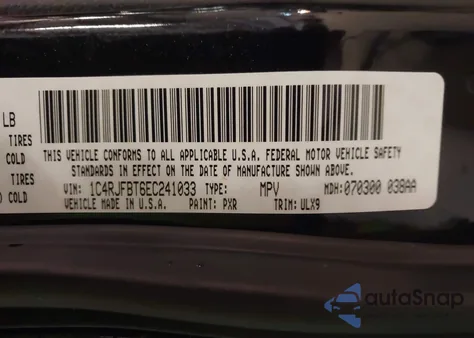 LB
TIRES
COLD
TIRES
COLD
THIS VEHICLE CONFORMS TO ALL APPLICABLE U.S.A. FEDERAL MOTOR VEHICLE SAFETY
STANDARDS IN EFFECT ON THE DATE OF MANUFACTURE SHOWN ABOVE.
VIN: 1C4RJFBT6EC241033 TYPE: MPV MDH: 070300 038AA
VEHICLE MADE IN U.S.A. PAINT: PXR TRIM: ULX9
autaSnap